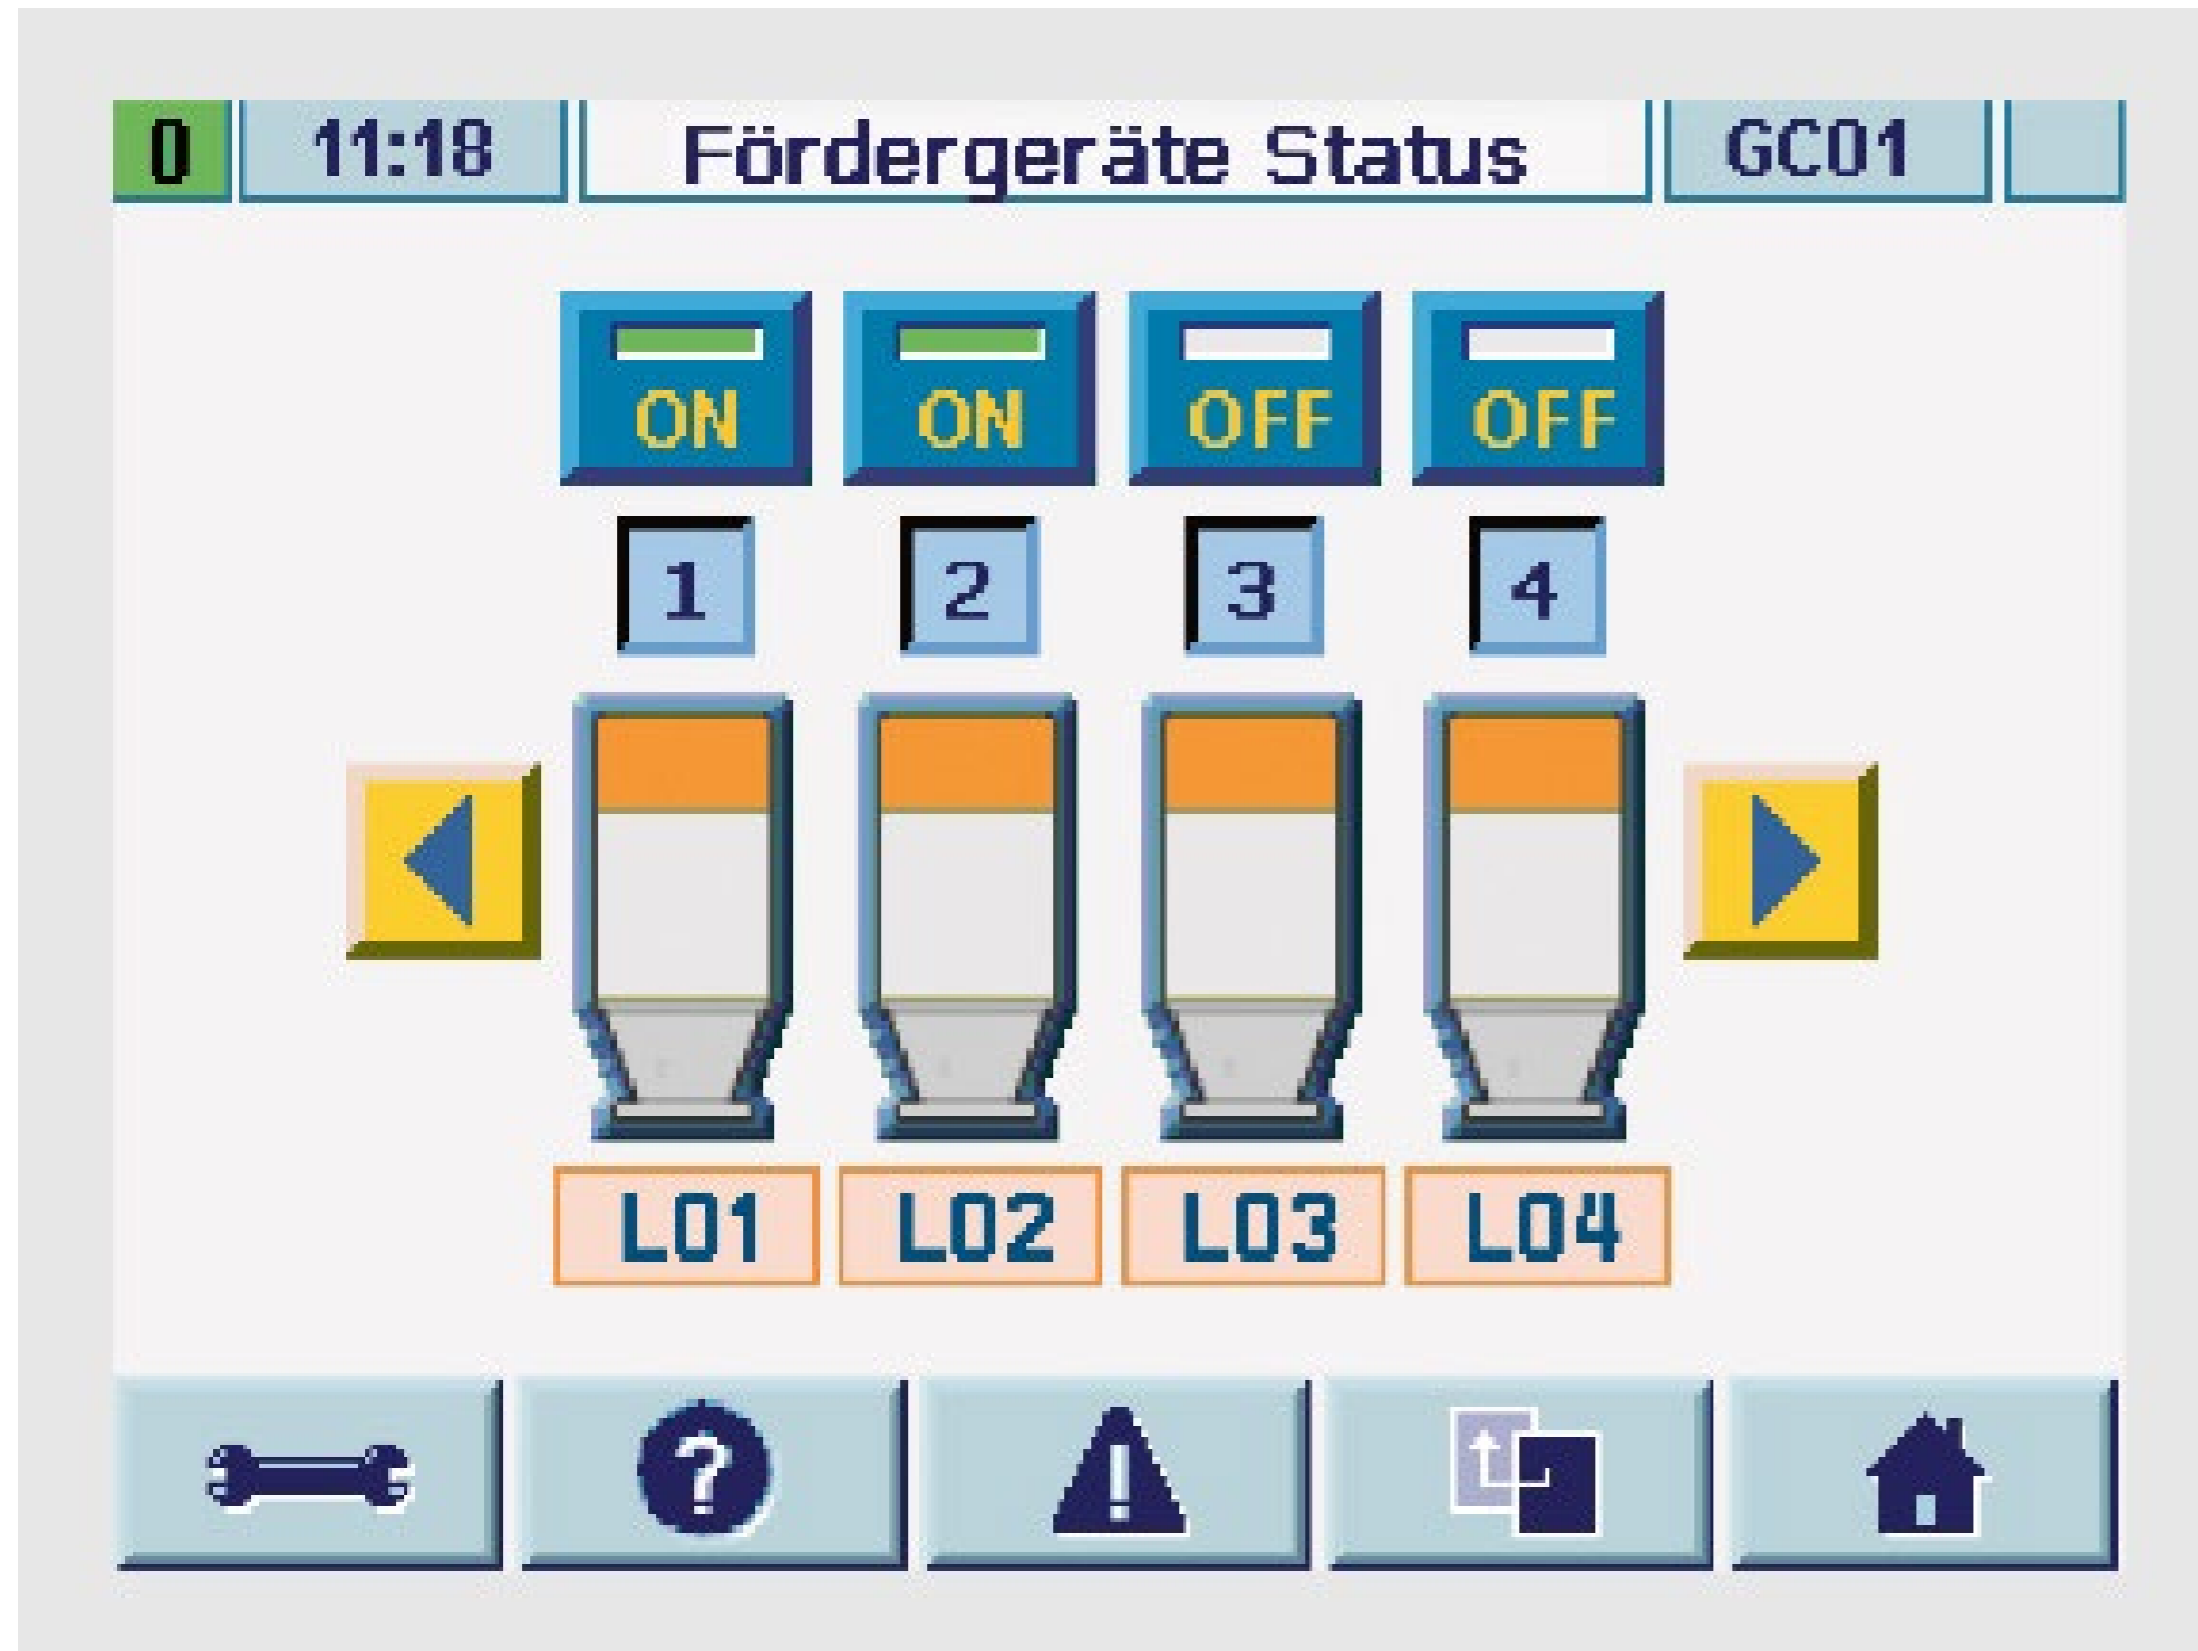 0 11:18 Fördergeräte Status GC01
ON ON OFF OFF
1 2 3 4
L01 L02 L03 L04
?
!